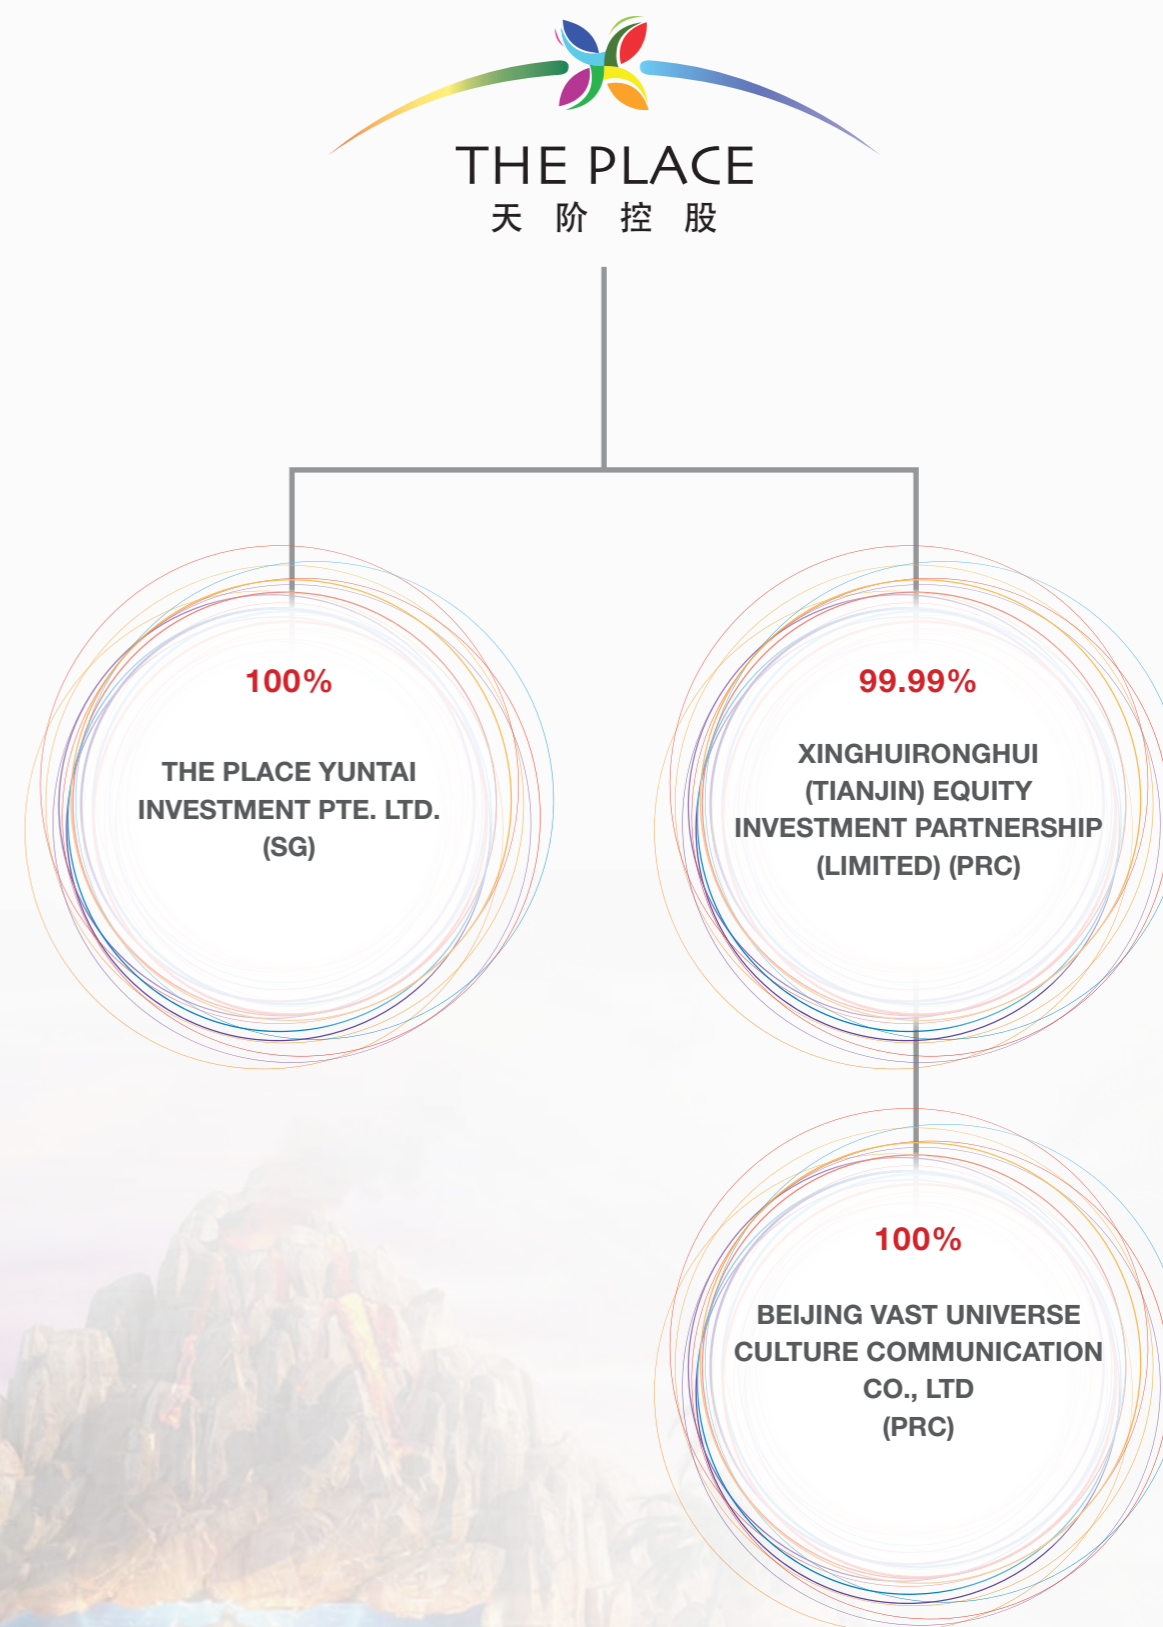 THE PLACE
天阶控股
100%
THE PLACE YUNTAI
INVESTMENT PTE. LTD.
(SG)
99.99%
XINGHUIRONGHUI
(TIANJIN) EQUITY
INVESTMENT PARTNERSHIP
(LIMITED) (PRC)
100%
BEIJING VAST UNIVERSE
CULTURE COMMUNICATION
CO., LTD
(PRC)